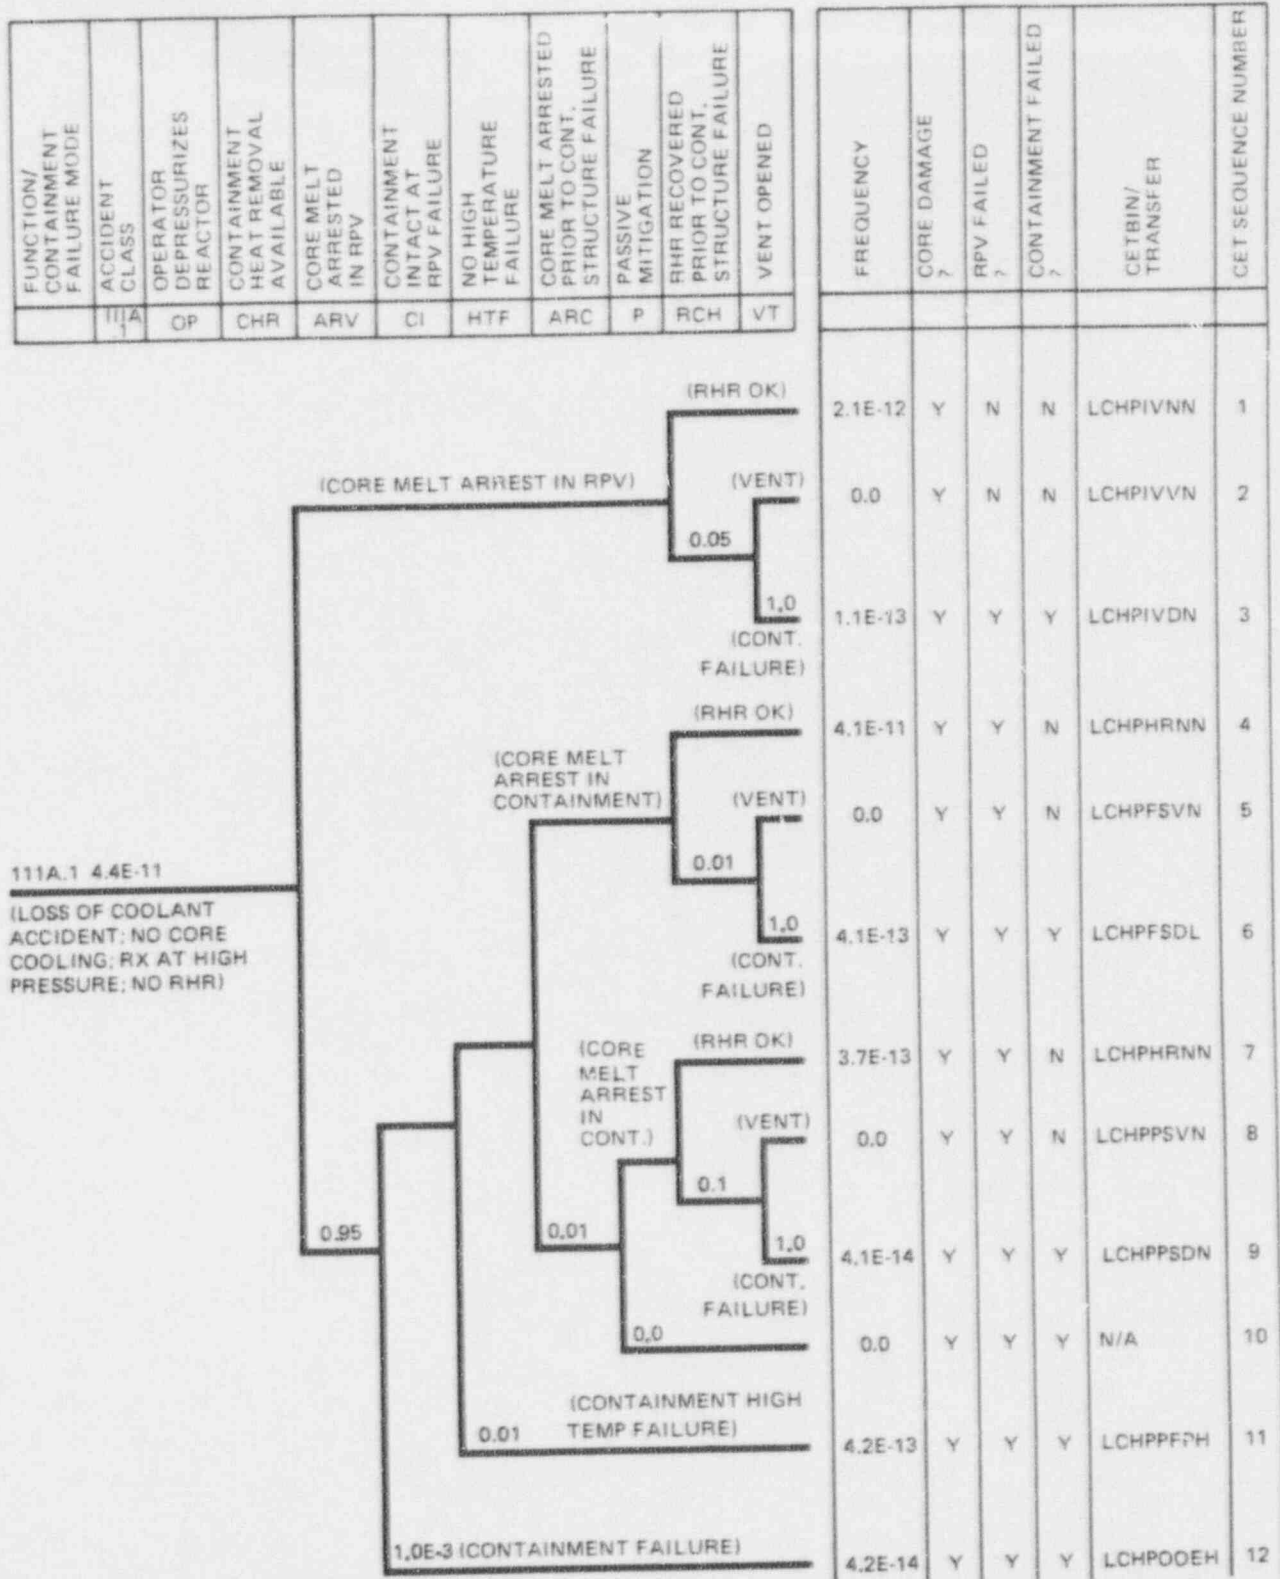 FUNCTION/
CONTAINMENT
FAILURE MODE
ACCIDENT
CLASS
OPERATOR
DEPRESSURIZES
REACTOR
CONTAINMENT
HEAT REMOVAL
AVAILABLE
CORE MELT
ARRESTED
IN RPV
CONTAINMENT
INTACT AT
RPV FAILURE
NO HIGH
TEMPERATURE
FAILURE
CORE MELT ARRESTED
PRIOR TO CONT.
STRUCTURE FAILURE
PASSIVE
MITIGATION
RHR RECOVERED
PRIOR TO CONT.
STRUCTURE FAILURE
VENT OPENED
FREQUENCY
CORE DAMAGE
?
RPV FAILED
?
CONTAINMENT FAILED
?
CETBIN/
TRANSFER
CET SEQUENCE NUMBER
IIIA
.1
OP CHR ARV CI HTF ARC P RCH VT
(RHR OK)
2.1E-12 Y N N LCHPIVNN 1
(CORE MELT ARREST IN RPV) (VENT)
0.0 Y N N LCHPIVVN 2
0.05
1.0
1.1E-13 Y Y Y LCHPIVDN 3
(CONT.
FAILURE)
(RHR OK)
4.1E-11 Y Y N LCHPHRNN 4
(CORE MELT
ARREST IN
CONTAINMENT) (VENT)
0.0 Y Y N LCHPFSVN 5
0.01
111A.1 4.4E-11
(LOSS OF COOLANT
ACCIDENT; NO CORE
COOLING; RX AT HIGH
PRESSURE; NO RHR)
1.0
4.1E-13 Y Y Y LCHPFSDL 6
(CONT.
FAILURE)
(RHR OK)
3.7E-13 Y Y N LCHPHRNN 7
(CORE
MELT
ARREST
IN
CONT.)
(VENT)
0.0 Y Y N LCHPPSVN 8
0.1
0.95 0.01 1.0
4.1E-14 Y Y Y LCHPPSDN 9
(CONT.
FAILURE)
0.0
0.0 Y Y Y N/A 10
(CONTAINMENT HIGH
TEMP FAILURE)
0.01
4.2E-13 Y Y Y LCHPPFPH 11
1.0E-3 (CONTAINMENT FAILURE)
4.2E-14 Y Y Y LCHPOOEH 12